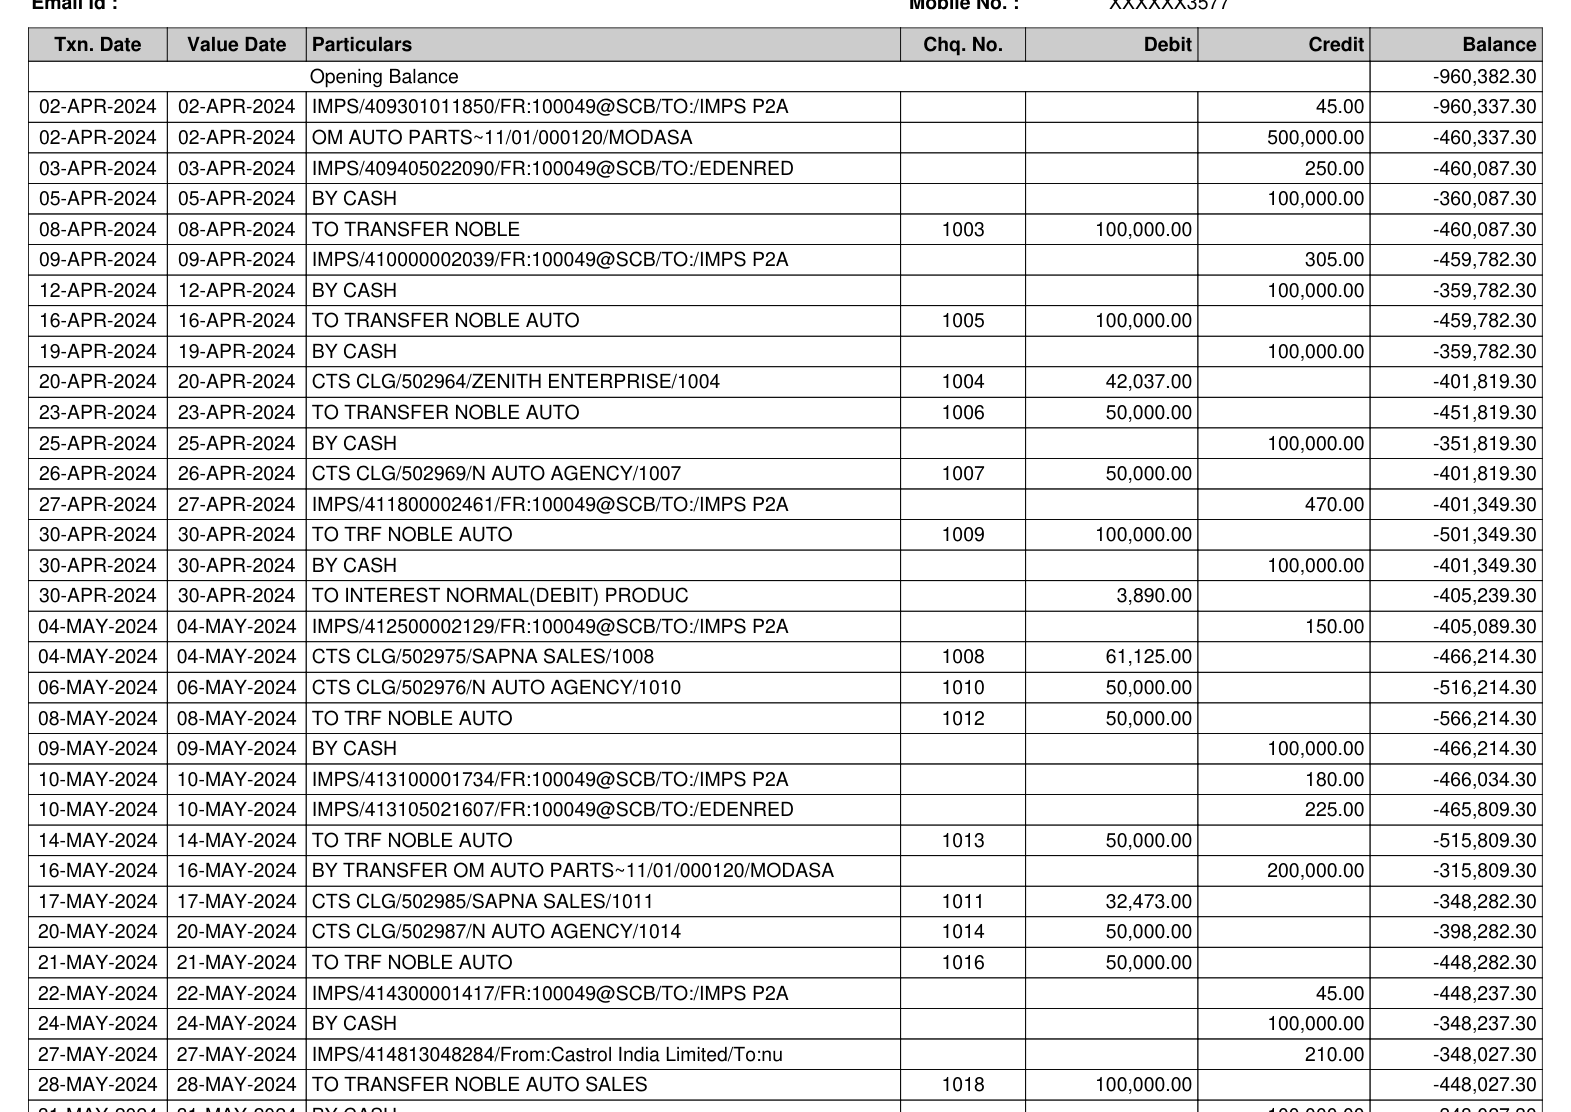 Email Id : Mobile No. : XXXXXX3577
Txn. Date Value Date Particulars Chq. No. Debit Credit Balance
Opening Balance -960,382.30
02-APR-2024 02-APR-2024 IMPS/409301011850/FR:100049@SCB/TO:/IMPS P2A 45.00 -960,337.30
02-APR-2024 02-APR-2024 OM AUTO PARTS~11/01/000120/MODASA 500,000.00 -460,337.30
03-APR-2024 03-APR-2024 IMPS/409405022090/FR:100049@SCB/TO:/EDENRED 250.00 -460,087.30
05-APR-2024 05-APR-2024 BY CASH 100,000.00 -360,087.30
08-APR-2024 08-APR-2024 TO TRANSFER NOBLE 1003 100,000.00 -460,087.30
09-APR-2024 09-APR-2024 IMPS/410000002039/FR:100049@SCB/TO:/IMPS P2A 305.00 -459,782.30
12-APR-2024 12-APR-2024 BY CASH 100,000.00 -359,782.30
16-APR-2024 16-APR-2024 TO TRANSFER NOBLE AUTO 1005 100,000.00 -459,782.30
19-APR-2024 19-APR-2024 BY CASH 100,000.00 -359,782.30
20-APR-2024 20-APR-2024 CTS CLG/502964/ZENITH ENTERPRISE/1004 1004 42,037.00 -401,819.30
23-APR-2024 23-APR-2024 TO TRANSFER NOBLE AUTO 1006 50,000.00 -451,819.30
25-APR-2024 25-APR-2024 BY CASH 100,000.00 -351,819.30
26-APR-2024 26-APR-2024 CTS CLG/502969/N AUTO AGENCY/1007 1007 50,000.00 -401,819.30
27-APR-2024 27-APR-2024 IMPS/411800002461/FR:100049@SCB/TO:/IMPS P2A 470.00 -401,349.30
30-APR-2024 30-APR-2024 TO TRF NOBLE AUTO 1009 100,000.00 -501,349.30
30-APR-2024 30-APR-2024 BY CASH 100,000.00 -401,349.30
30-APR-2024 30-APR-2024 TO INTEREST NORMAL(DEBIT) PRODUC 3,890.00 -405,239.30
04-MAY-2024 04-MAY-2024 IMPS/412500002129/FR:100049@SCB/TO:/IMPS P2A 150.00 -405,089.30
04-MAY-2024 04-MAY-2024 CTS CLG/502975/SAPNA SALES/1008 1008 61,125.00 -466,214.30
06-MAY-2024 06-MAY-2024 CTS CLG/502976/N AUTO AGENCY/1010 1010 50,000.00 -516,214.30
08-MAY-2024 08-MAY-2024 TO TRF NOBLE AUTO 1012 50,000.00 -566,214.30
09-MAY-2024 09-MAY-2024 BY CASH 100,000.00 -466,214.30
10-MAY-2024 10-MAY-2024 IMPS/413100001734/FR:100049@SCB/TO:/IMPS P2A 180.00 -466,034.30
10-MAY-2024 10-MAY-2024 IMPS/413105021607/FR:100049@SCB/TO:/EDENRED 225.00 -465,809.30
14-MAY-2024 14-MAY-2024 TO TRF NOBLE AUTO 1013 50,000.00 -515,809.30
16-MAY-2024 16-MAY-2024 BY TRANSFER OM AUTO PARTS~11/01/000120/MODASA 200,000.00 -315,809.30
17-MAY-2024 17-MAY-2024 CTS CLG/502985/SAPNA SALES/1011 1011 32,473.00 -348,282.30
20-MAY-2024 20-MAY-2024 CTS CLG/502987/N AUTO AGENCY/1014 1014 50,000.00 -398,282.30
21-MAY-2024 21-MAY-2024 TO TRF NOBLE AUTO 1016 50,000.00 -448,282.30
22-MAY-2024 22-MAY-2024 IMPS/414300001417/FR:100049@SCB/TO:/IMPS P2A 45.00 -448,237.30
24-MAY-2024 24-MAY-2024 BY CASH 100,000.00 -348,237.30
27-MAY-2024 27-MAY-2024 IMPS/414813048284/From:Castrol India Limited/To:nu 210.00 -348,027.30
28-MAY-2024 28-MAY-2024 TO TRANSFER NOBLE AUTO SALES 1018 100,000.00 -448,027.30
31-MAY-2024 31-MAY-2024 BY CASH 100,000.00 -348,027.30